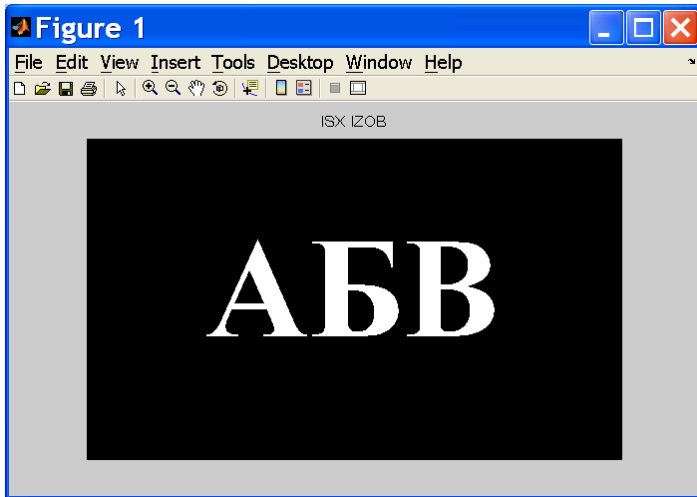 Figure 1
File Edit View Insert Tools Desktop Window Help
ISX IZOB
АБВ